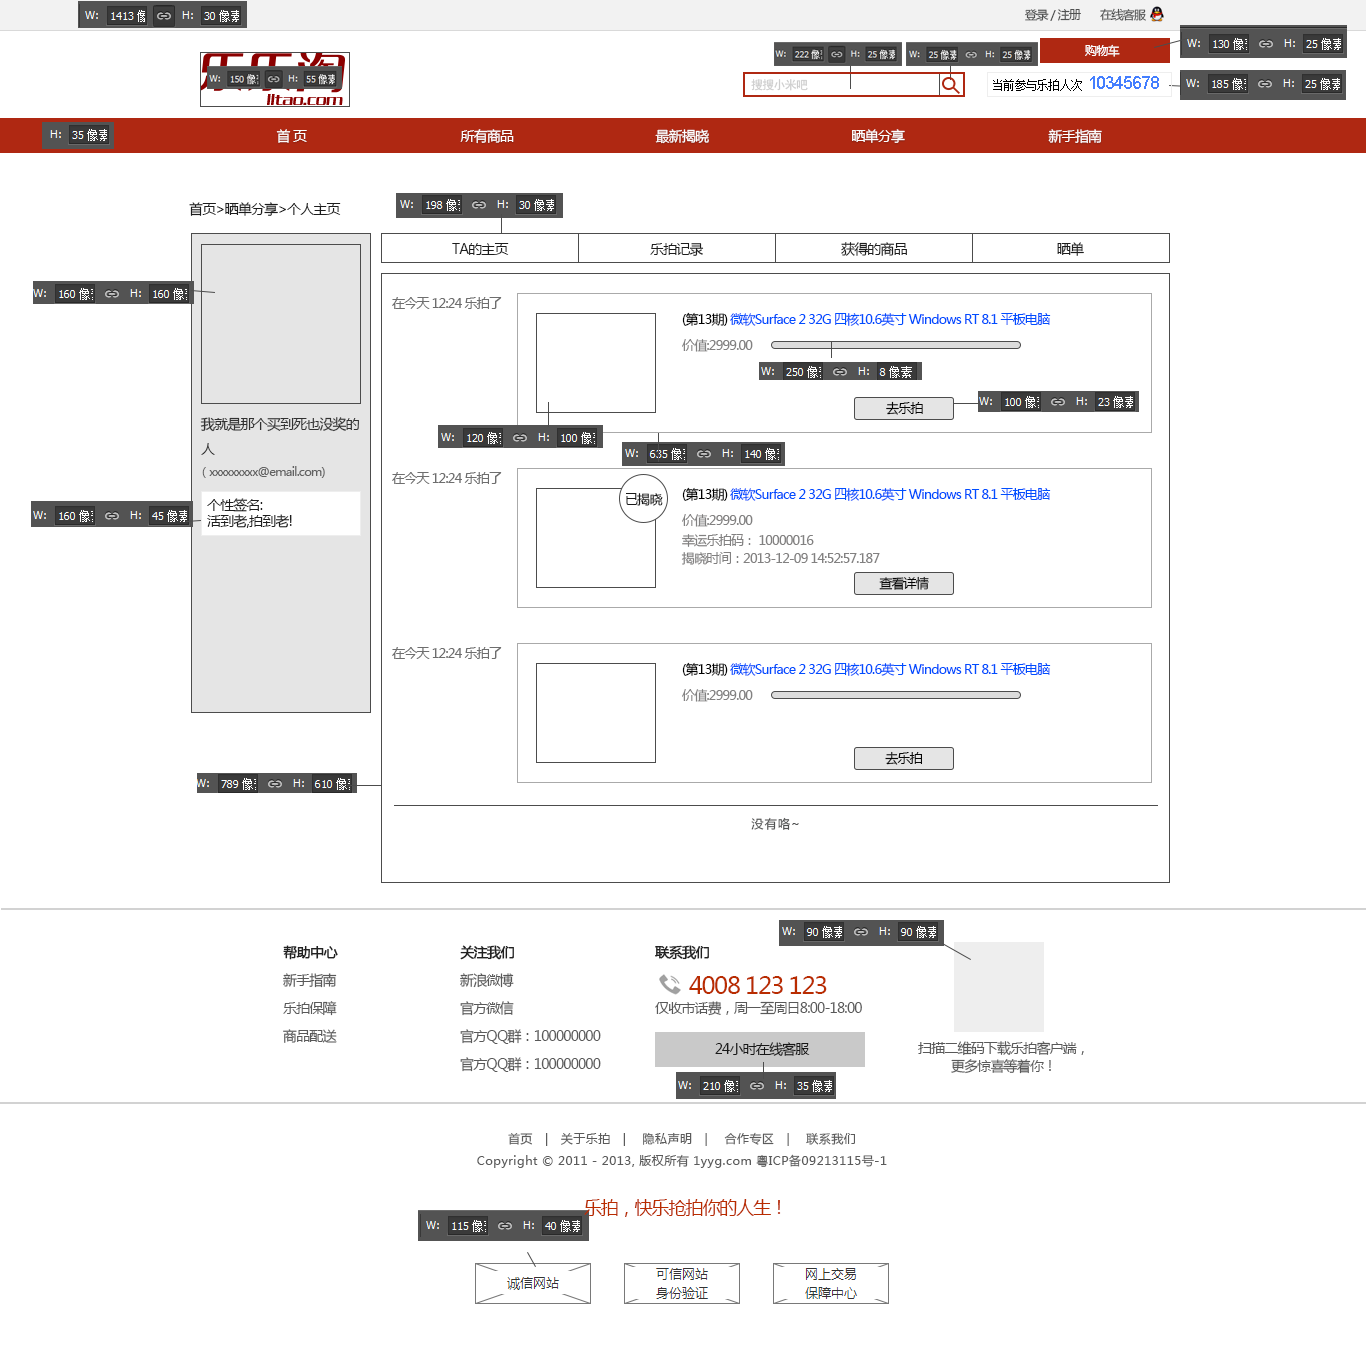 W: 1413 像 H: 30 像素
登录 / 注册 在线客服
乐乐淘
W: 150 像素 H: 55 像素
lltao.com
W: 222 像 H: 25 像素
W: 25 像素 H: 25 像素
购物车
W: 130 像 H: 25 像素
搜搜小米吧
当前参与乐拍人次 10345678
W: 185 像 H: 25 像素
H: 35 像素
首 页 所有商品 最新揭晓 晒单分享 新手指南
首页>晒单分享>个人主页
W: 198 像 H: 30 像素
TA的主页 乐拍记录 获得的商品 晒单
W: 160 像 H: 160 像
我就是那个买到死也没奖的
人
( xxxxxxxxx@email.com)
W: 160 像 H: 45 像素
个性签名:
活到老,拍到老!
在今天 12:24 乐拍了
(第13期) 微软Surface 2 32G 四核10.6英寸 Windows RT 8.1 平板电脑
价值:2999.00
W: 250 像 H: 8 像素
去乐拍
W: 100 像 H: 23 像素
W: 120 像 H: 100 像
W: 635 像 H: 140 像
在今天 12:24 乐拍了
已揭晓
(第13期) 微软Surface 2 32G 四核10.6英寸 Windows RT 8.1 平板电脑
价值:2999.00
幸运乐拍码： 10000016
揭晓时间：2013-12-09 14:52:57.187
查看详情
在今天 12:24 乐拍了
(第13期) 微软Surface 2 32G 四核10.6英寸 Windows RT 8.1 平板电脑
价值:2999.00
去乐拍
W: 789 像 H: 610 像
没有咯~
帮助中心
新手指南
乐拍保障
商品配送
关注我们
新浪微博
官方微信
官方QQ群：100000000
官方QQ群：100000000
联系我们
4008 123 123
仅收市话费，周一至周日8:00-18:00
24小时在线客服
W: 210 像 H: 35 像素
W: 90 像素 H: 90 像素
扫描二维码下载乐拍客户端，
更多惊喜等着你！
首页 | 关于乐拍 | 隐私声明 | 合作专区 | 联系我们
Copyright © 2011 - 2013, 版权所有 1yyg.com 粤ICP备09213115号-1
乐拍，快乐抢拍你的人生！
W: 115 像 H: 40 像素
诚信网站
可信网站
身份验证
网上交易
保障中心